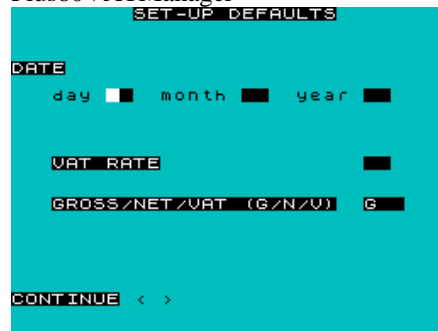 SET-UP DEFAULTS
DATE
day month year
VAT RATE
GROSS/NET/VAT (G/N/V) G
CONTINUE < >